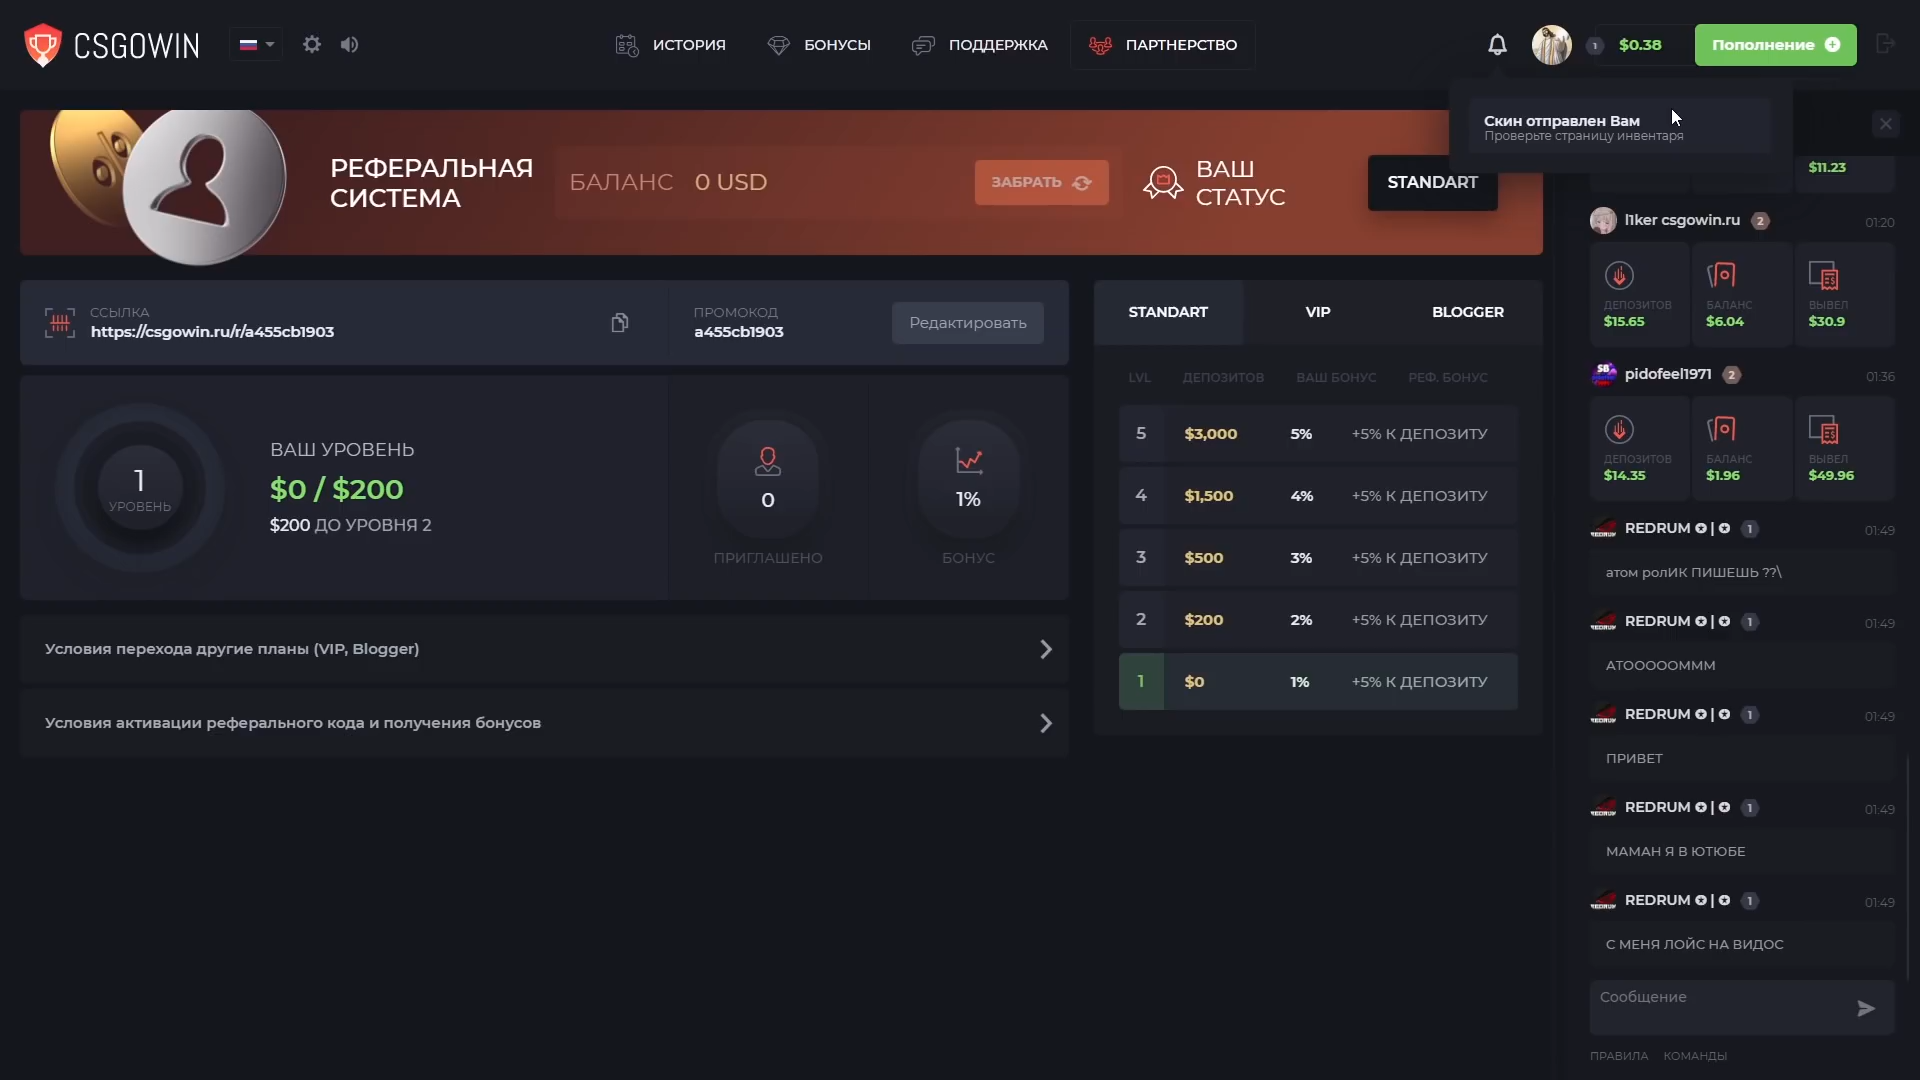 CSGOWIN
ИСТОРИЯ
БОНУСЫ
ПОДДЕРЖКА
ПАРТНЕРСТВО
1
$0.38
Пополнение
Скин отправлен Вам
Проверьте страницу инвентаря
РЕФЕРАЛЬНАЯ
СИСТЕМА
БАЛАНС 0 USD
ЗАБРАТЬ
ВАШ
СТАТУС
STANDART
ССЫЛКА
https://csgowin.ru/r/a455cb1903
ПРОМОКОД
a455cb1903
Редактировать
1
УРОВЕНЬ
ВАШ УРОВЕНЬ
$0 / $200
$200 ДО УРОВНЯ 2
0
ПРИГЛАШЕНО
1%
БОНУС
Условия перехода другие планы (VIP, Blogger)
Условия активации реферального кода и получения бонусов
STANDART VIP BLOGGER
LVL ДЕПОЗИТОВ ВАШ БОНУС РЕФ. БОНУС
5 $3,000 5% +5% К ДЕПОЗИТУ
4 $1,500 4% +5% К ДЕПОЗИТУ
3 $500 3% +5% К ДЕПОЗИТУ
2 $200 2% +5% К ДЕПОЗИТУ
1 $0 1% +5% К ДЕПОЗИТУ
$11.23
l1ker csgowin.ru 2 01:20
ДЕПОЗИТОВ БАЛАНС ВЫВЕЛ
$15.65 $6.04 $30.9
pidofeel1971 2 01:36
ДЕПОЗИТОВ БАЛАНС ВЫВЕЛ
$14.35 $1.96 $49.96
REDRUM ✪ | ✪ 1 01:49
атом ролИК ПИШЕШЬ ??\
REDRUM ✪ | ✪ 1 01:49
АТООООOМММ
REDRUM ✪ | ✪ 1 01:49
ПРИВЕТ
REDRUM ✪ | ✪ 1 01:49
МАМАН Я В ЮТЮБЕ
REDRUM ✪ | ✪ 1 01:49
С МЕНЯ ЛОЙС НА ВИДОС
Сообщение
ПРАВИЛА КОМАНДЫ